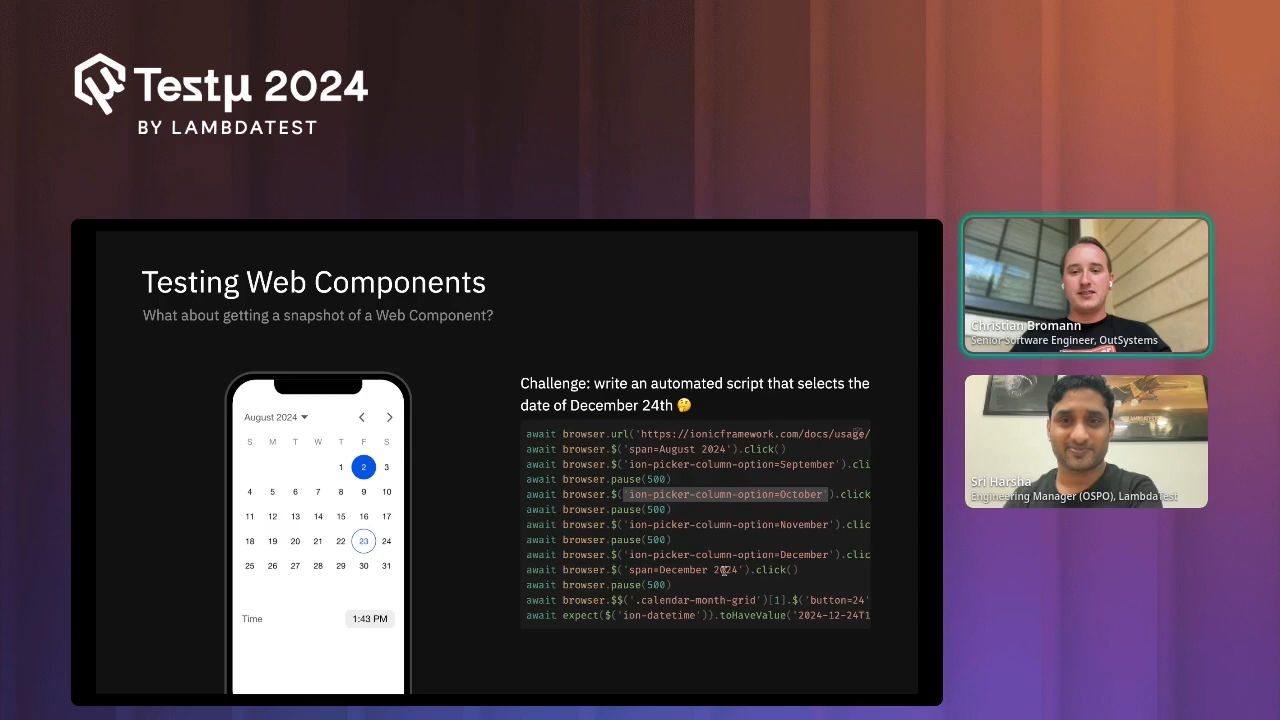 Testμ 2024
BY LAMBDATEST
Testing Web Components
What about getting a snapshot of a Web Component?
August 2024
S M T W T F S
1 2 3
4 5 6 7 8 9 10
11 12 13 14 15 16 17
18 19 20 21 22 23 24
25 26 27 28 29 30 31
Time 1:43 PM
Challenge: write an automated script that selects the
date of December 24th 🤔
await browser.url('https://ionicframework.com/docs/usage/
await browser.$('span=August 2024').click()
await browser.$('ion-picker-column-option=September').cli
await browser.pause(500)
await browser.$('ion-picker-column-option=October').click
await browser.pause(500)
await browser.$('ion-picker-column-option=November').clic
await browser.pause(500)
await browser.$('ion-picker-column-option=December').clic
await browser.$('span=December 2024').click()
await browser.pause(500)
await browser.$$('.calendar-month-grid')[1].$('button=24'
await expect($('ion-datetime')).toHaveValue('2024-12-24T1
Christian Bromann
Senior Software Engineer, OutSystems
Sri Harsha
Engineering Manager (OSPO), LambdaTest